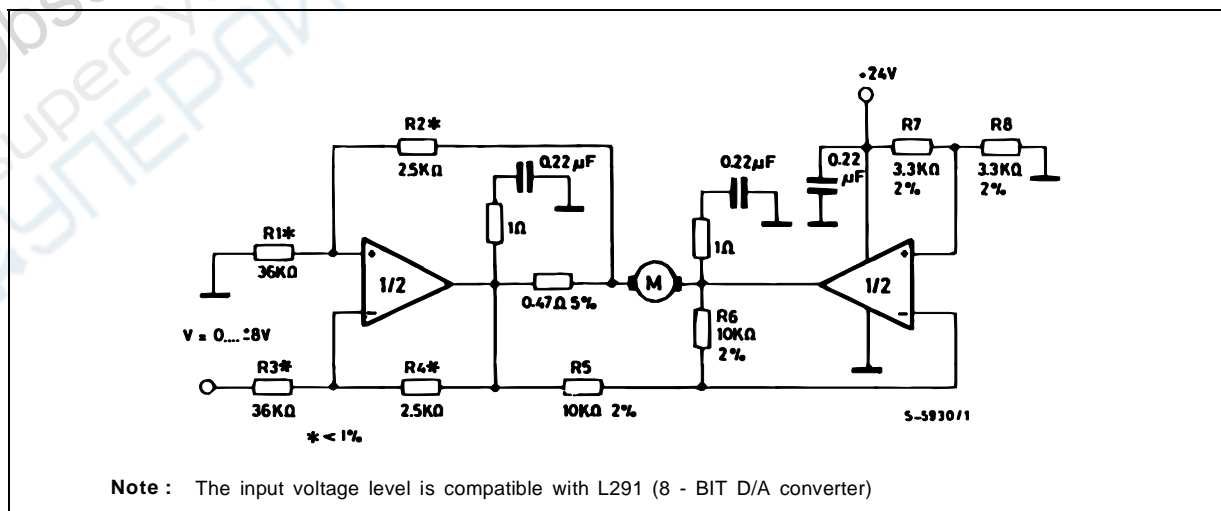 +24V
R7
R8
R2*
2.5KΩ
0.22µF
0.22µF
0.22
µF
3.3KΩ
2%
3.3KΩ
2%
1Ω
1Ω
R1*
36KΩ
+
1/2
-
M
+
1/2
-
0.47Ω 5%
R6
10KΩ
2%
V = 0.... ±8V
R3*
R4*
R5
36KΩ
2.5KΩ
10KΩ 2%
S-5930/1
* < 1%
Note : The input voltage level is compatible with L291 (8 - BIT D/A converter)